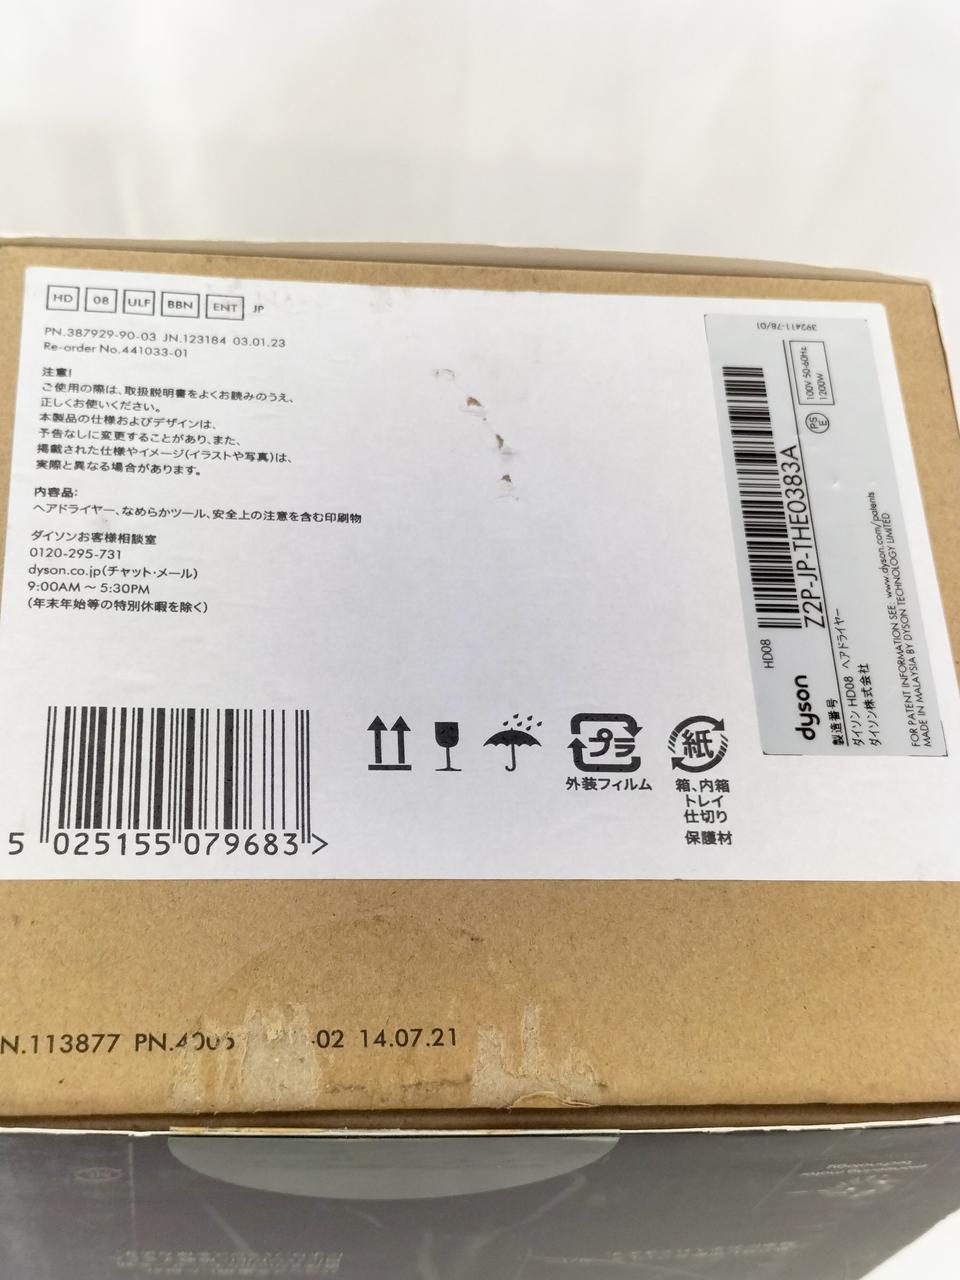 HD 08 ULF BBN ENT JP
PN.387929-90-03 JN.123184 03.01.23
Re-order No.441033-01
注意!
ご使用の際は、取扱説明書をよくお読みのうえ、
正しくお使いください。
本製品の仕様およびデザインは、
予告なしに変更することがあり、また、
掲載された仕様やイメージ(イラストや写真)は、
実際と異なる場合があります。
内容品:
ヘアドライヤー、なめらかツール、安全上の注意を含む印刷物
ダイソンお客様相談室
0120-295-731
dyson.co.jp(チャット・メール)
9:00AM ~ 5:30PM
(年末年始等の特別休暇を除く)
5 025155 079683 >
プラ
外装フィルム
紙
箱、内箱
トレイ
仕切り
保護材
392411-78/01
100V 50-60Hz
1200W
PS
E
HD08
Z2P-JP-THE0383A
dyson
製造番号
ダイソン HD08 ヘアドライヤー
ダイソン株式会社
FOR PATENT INFORMATION SEE: www.dyson.com/patents
MADE IN MALAYSIA BY DYSON TECHNOLOGY LIMITED
N.113877 PN. -02 14.07.21